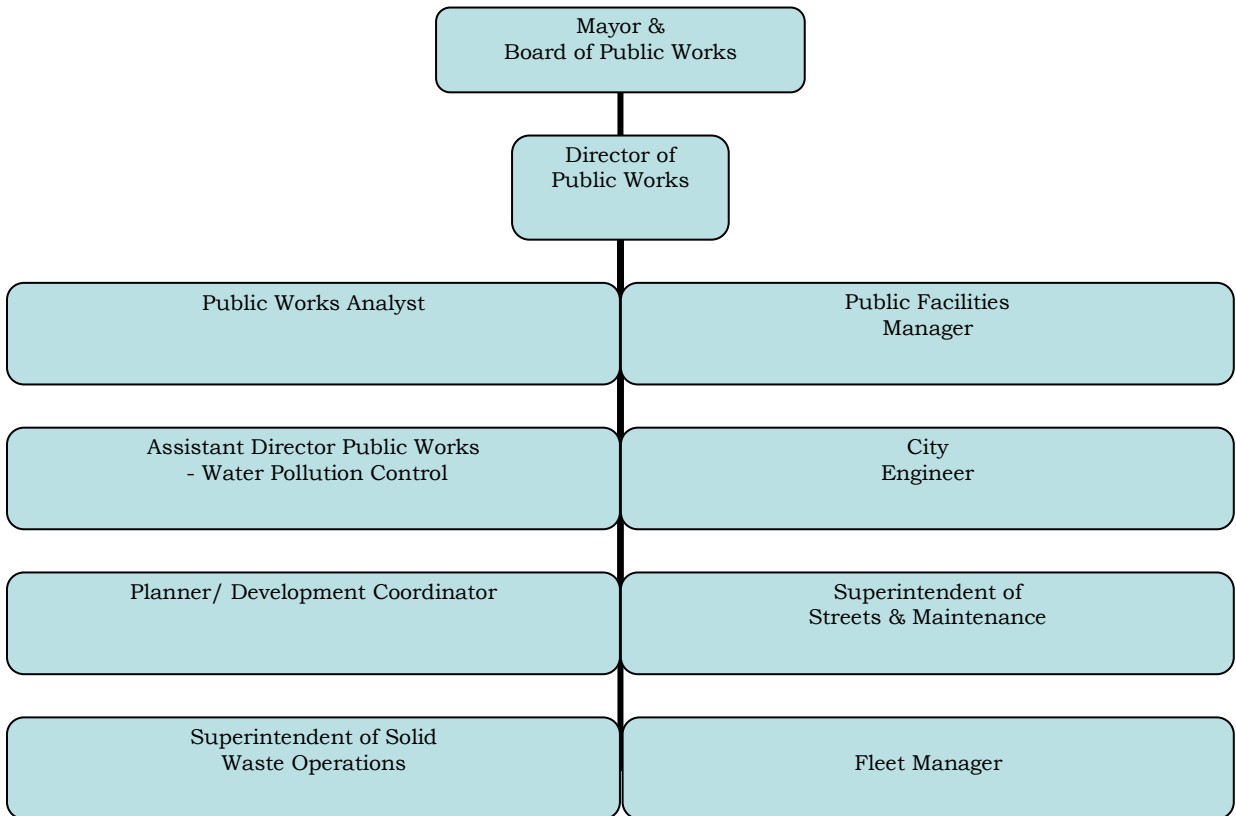 Mayor &
Board of Public Works
Director of
Public Works
Public Works Analyst
Public Facilities
Manager
Assistant Director Public Works
- Water Pollution Control
City
Engineer
Planner/ Development Coordinator
Superintendent of
Streets & Maintenance
Superintendent of Solid
Waste Operations
Fleet Manager